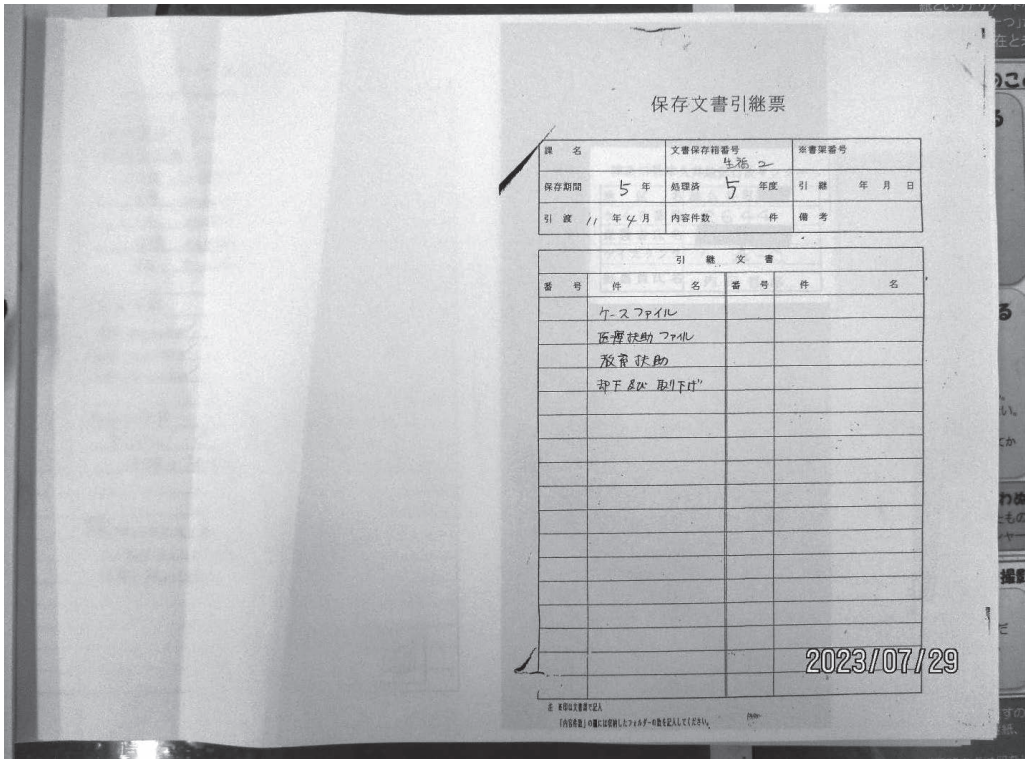 保存文書引継票
課 名 文書保存箱番号 ※書架番号
生福 2
保存期間 5 年 処理済 5 年度 引 継 年 月 日
引 渡 11 年 4 月 内容件数 件 備 考
引 継 文 書
番 号 件 名 番 号 件 名
ケースファイル
医療扶助ファイル
教育扶助
却下及び取り下げ
2023/07/29
注 ※印は文書課で記入
「内容件数」の欄には収納したフォルダーの数を記入してください。